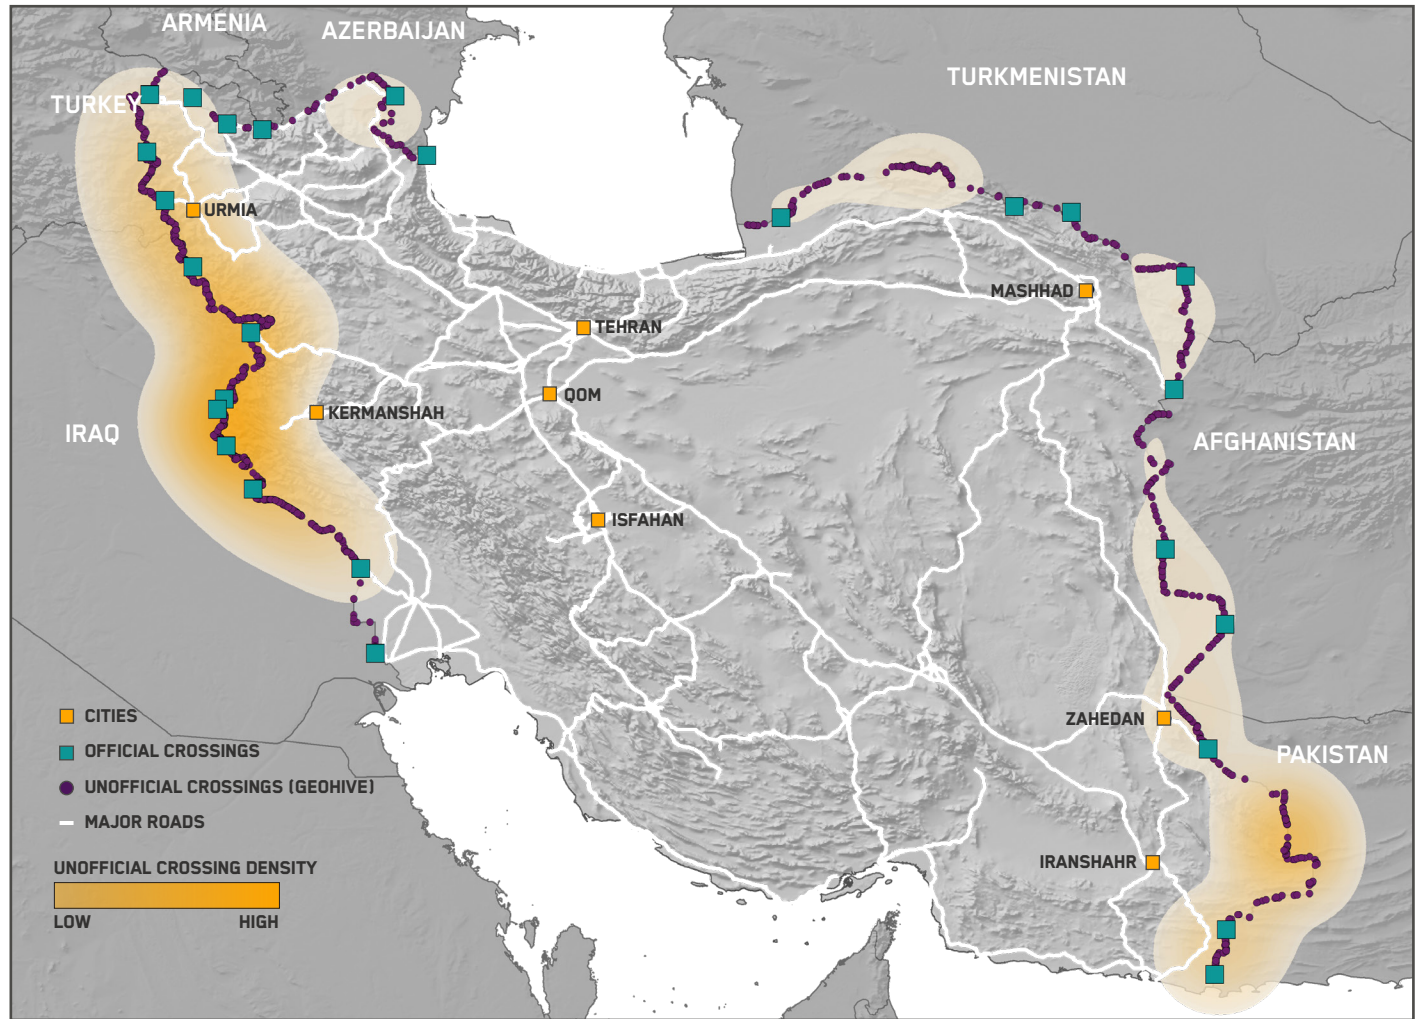 ARMENIA
AZERBAIJAN
TURKMENISTAN
TURKEY
URMIA
MASHHAD
TEHRAN
QOM
KERMANSHAH
IRAQ
AFGHANISTAN
ISFAHAN
ZAHEDAN
PAKISTAN
IRANSHAHR
CITIES
OFFICIAL CROSSINGS
UNOFFICIAL CROSSINGS (GEOHIVE)
MAJOR ROADS
UNOFFICIAL CROSSING DENSITY
LOW HIGH